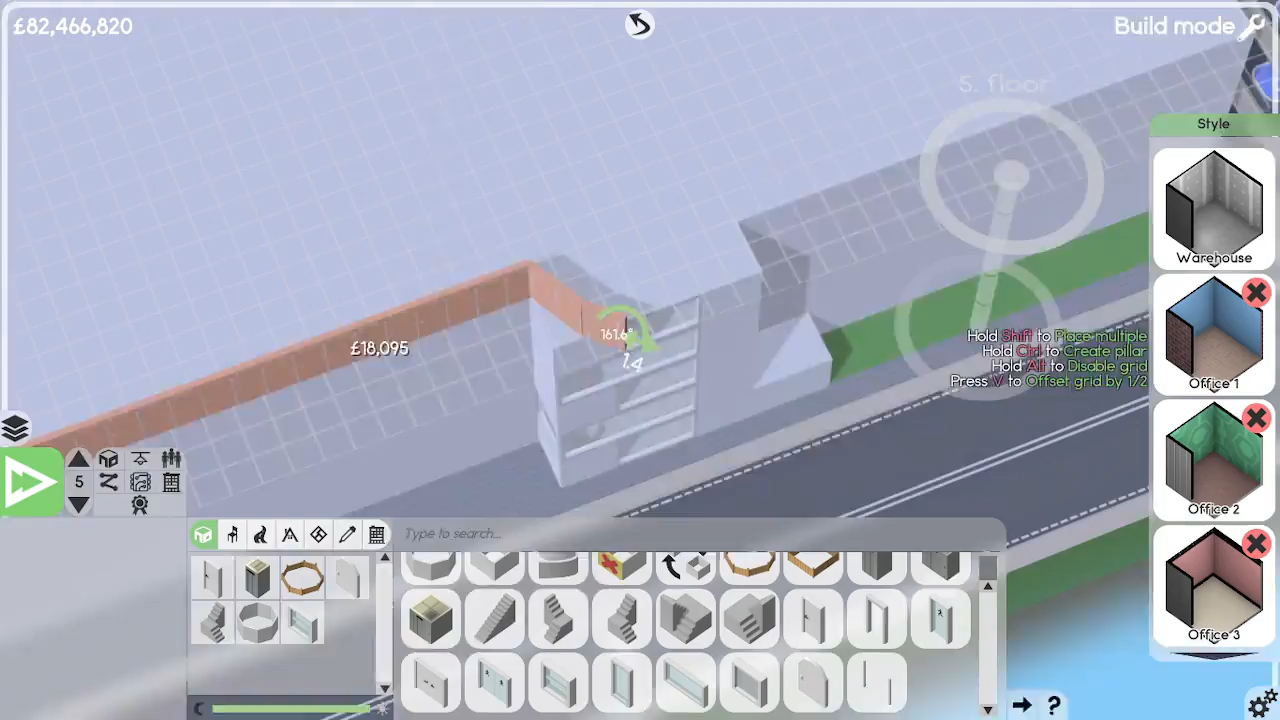 £82,466,820
Build mode
5. floor
Style
Warehouse
161.6°
1.4
£18,095
Hold Shift to Place multiple
Hold Ctrl to Create pillar
Hold Alt to Disable grid
Press V to Offset grid by 1/2
Office 1
5
Office 2
Type to search...
Office 3
?